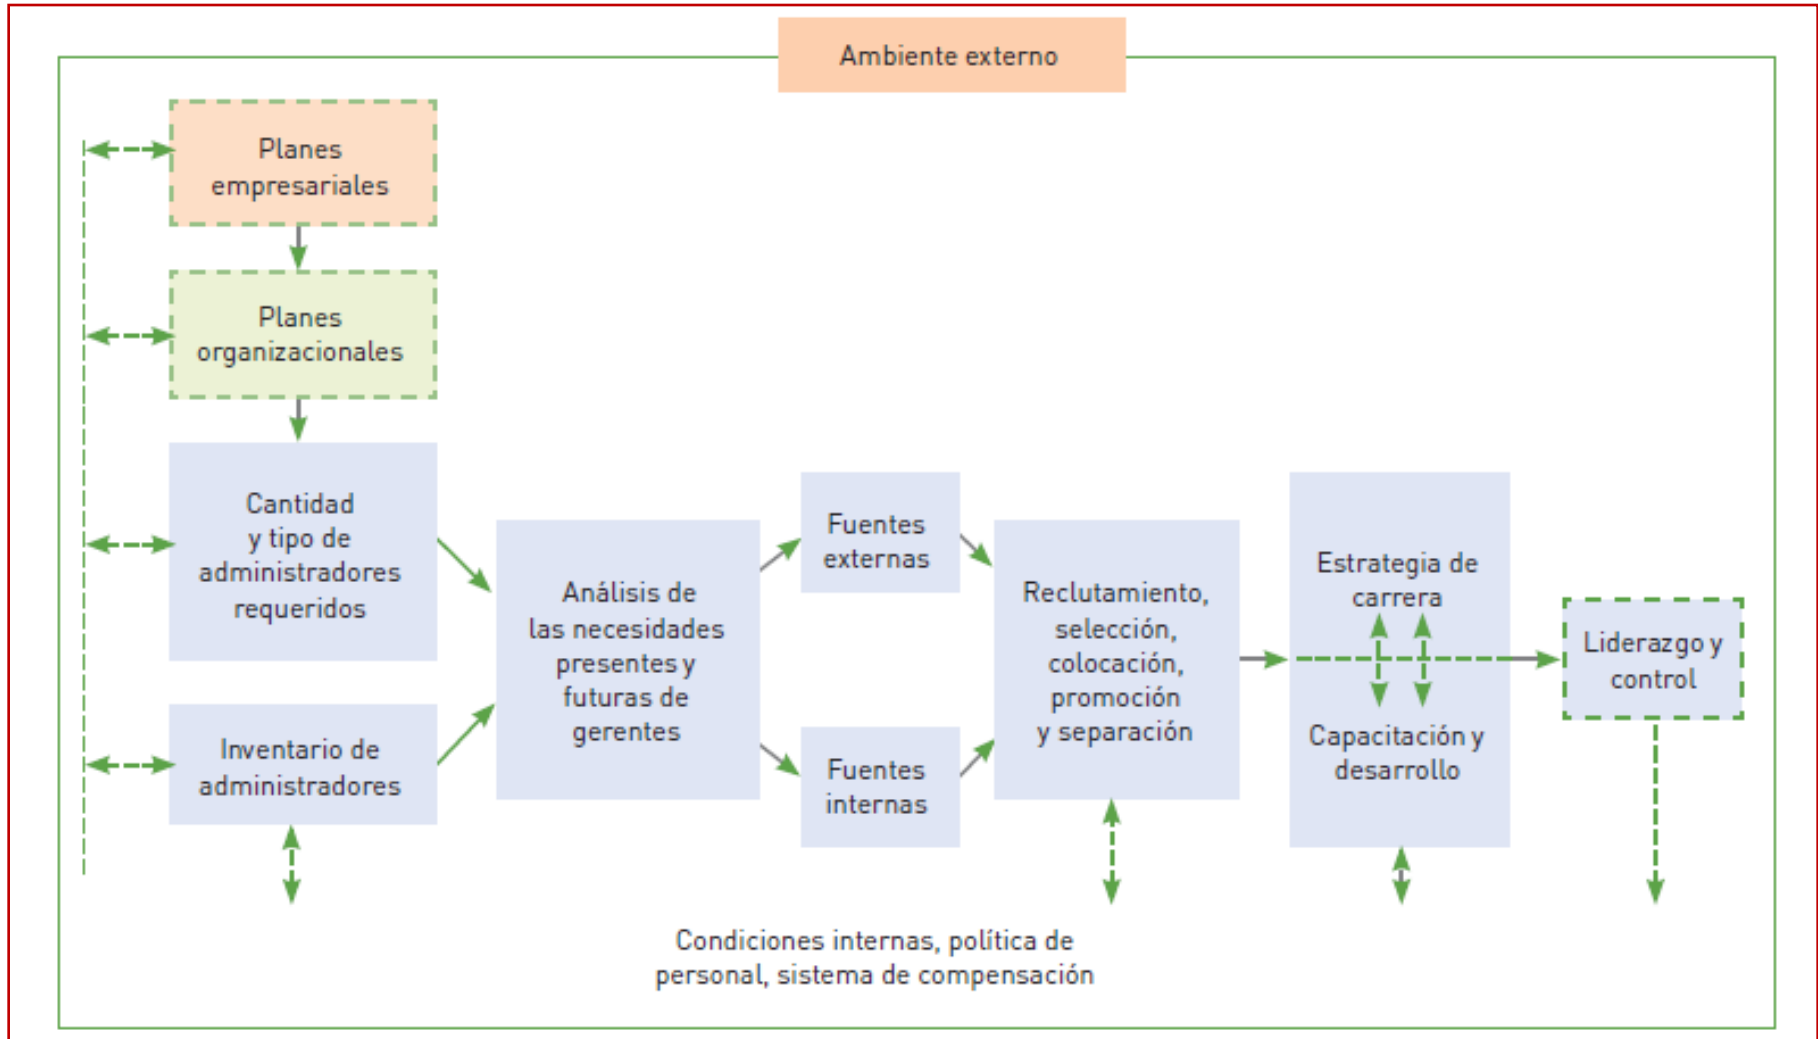 Ambiente externo
Planes
empresariales
Planes
organizacionales
Cantidad
y tipo de
administradores
requeridos
Inventario de
administradores
Análisis de
las necesidades
presentes y
futuras de
gerentes
Fuentes
externas
Fuentes
internas
Reclutamiento,
selección,
colocación,
promoción
y separación
Estrategia de
carrera
Capacitación y
desarrollo
Liderazgo y
control
Condiciones internas, política de
personal, sistema de compensación